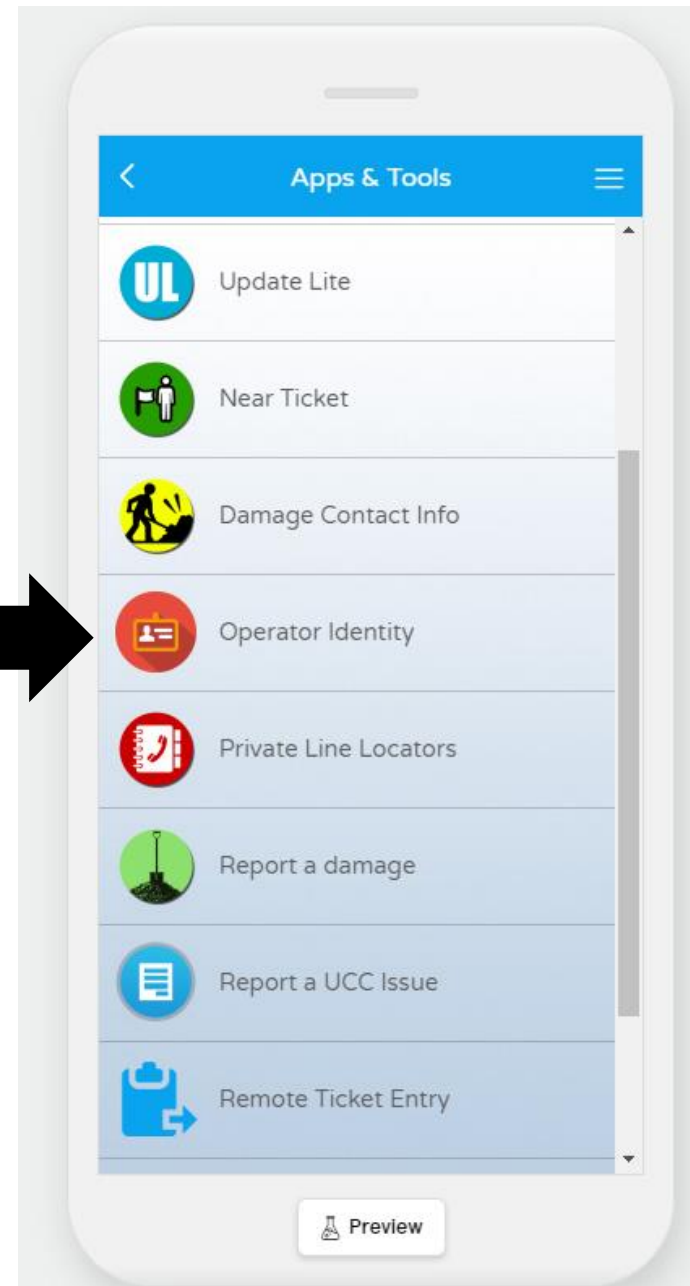 Apps & Tools
UL
Update Lite
Near Ticket
Damage Contact Info
Operator Identity
Private Line Locators
Report a damage
Report a UCC Issue
Remote Ticket Entry
Preview